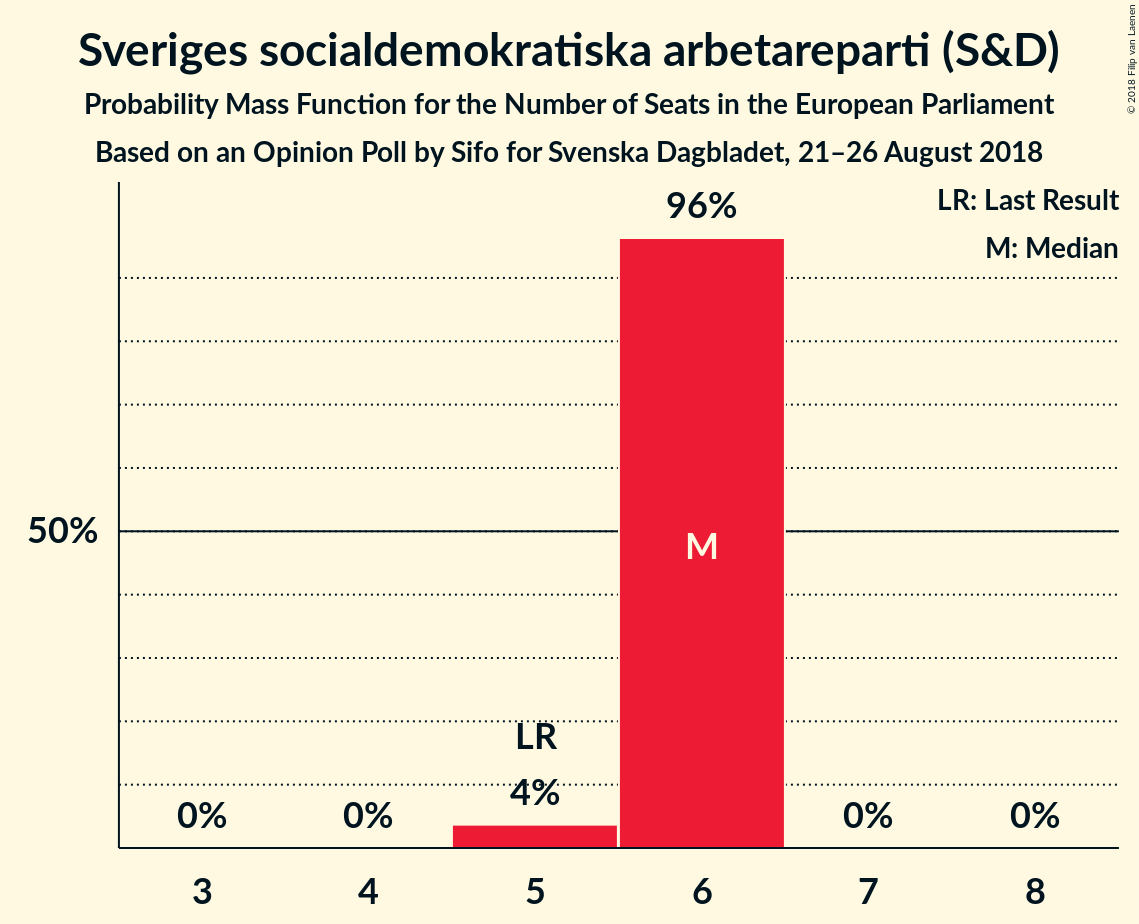 Sveriges socialdemokratiska arbetareparti (S&D)
Probability Mass Function for the Number of Seats in the European Parliament
Based on an Opinion Poll by Sifo for Svenska Dagbladet, 21–26 August 2018
© 2018 Filip van Laenen
LR: Last Result
M: Median
96%
50%
M
LR
4%
0%
0%
0%
0%
3
4
5
6
7
8